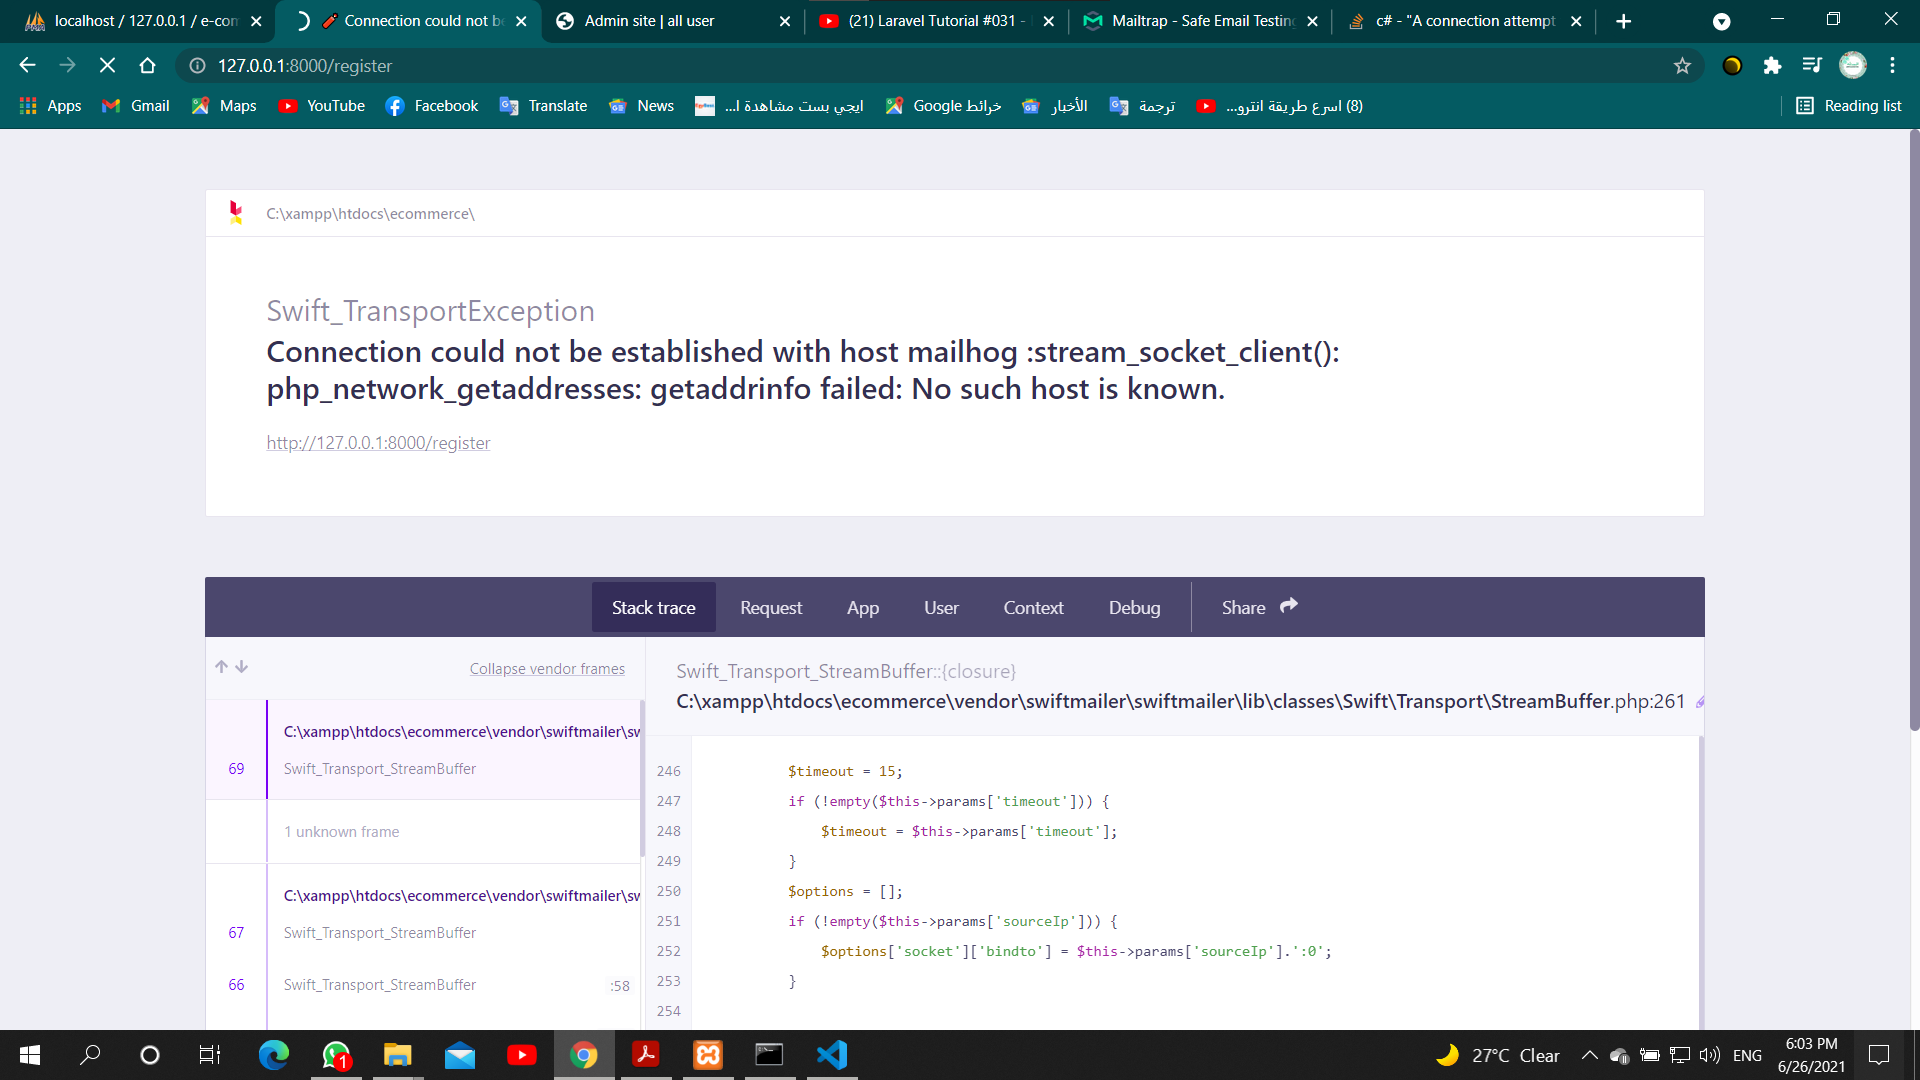 localhost / 127.0.0.1 / e-com
Connection could not be
Admin site | all user
(21) Laravel Tutorial #031 -
Mailtrap - Safe Email Testing
c# - "A connection attempt
127.0.0.1:8000/register
Apps
Gmail
Maps
YouTube
Facebook
Translate
News
ايجي بست مشاهدة ا...
خرائط Google
الأخبار
ترجمة
(8) اسرع طريقة انترو...
Reading list
C:\xampp\htdocs\ecommerce\
Swift_TransportException
Connection could not be established with host mailhog :stream_socket_client():
php_network_getaddresses: getaddrinfo failed: No such host is known.
http://127.0.0.1:8000/register
Stack trace
Request
App
User
Context
Debug
Share
Collapse vendor frames
C:\xampp\htdocs\ecommerce\vendor\swiftmailer\sw
69 Swift_Transport_StreamBuffer
1 unknown frame
C:\xampp\htdocs\ecommerce\vendor\swiftmailer\sw
67 Swift_Transport_StreamBuffer
66 Swift_Transport_StreamBuffer :58
Swift_Transport_StreamBuffer::{closure}
C:\xampp\htdocs\ecommerce\vendor\swiftmailer\swiftmailer\lib\classes\Swift\Transport\StreamBuffer.php:261
246 $timeout = 15;
247 if (!empty($this->params['timeout'])) {
248 $timeout = $this->params['timeout'];
249 }
250 $options = [];
251 if (!empty($this->params['sourceIp'])) {
252 $options['socket']['bindto'] = $this->params['sourceIp'].':0';
253 }
254
1
27°C Clear
ENG
6:03 PM
6/26/2021